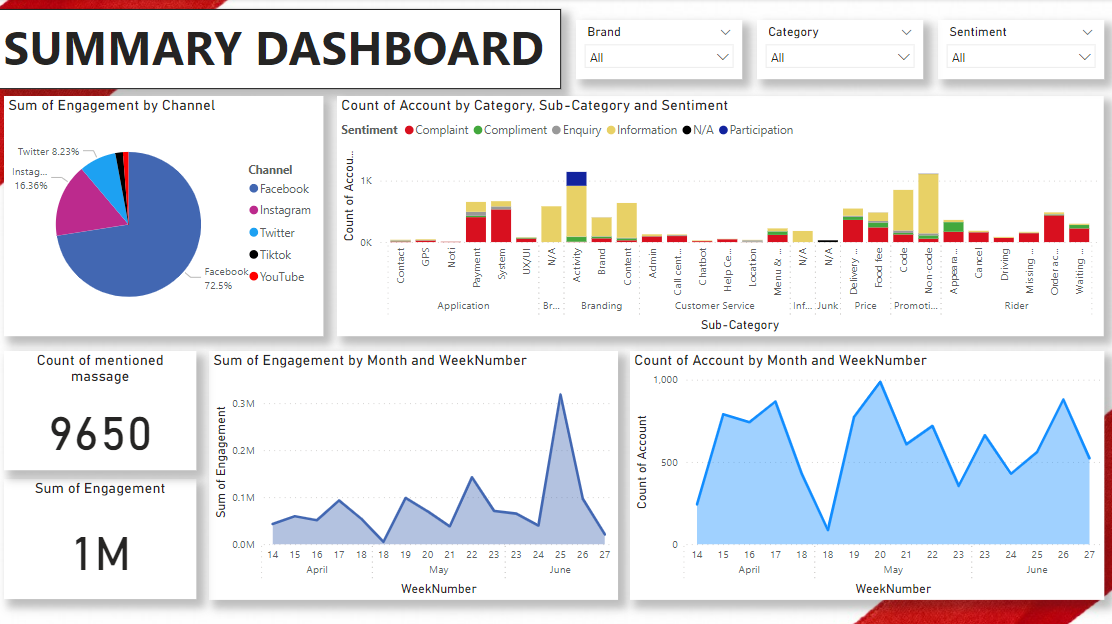 SUMMARY DASHBOARD
Brand
All
Category
All
Sentiment
All
Sum of Engagement by Channel
Twitter 8.23%
Instag...
16.36%
Facebook
72.5%
Channel
Facebook
Instagram
Twitter
Tiktok
YouTube
Count of Account by Category, Sub-Category and Sentiment
Sentiment Complaint Compliment Enquiry Information N/A Participation
Count of Accou...
1K
0K
Contact GPS Noti Payment System UX/UI N/A Activity Brand Content Admin Call cent... Chatbot Help Ce... Location Menu & ... N/A N/A Delivery ... Food fee Code Non-code Appeara... Cancel Driving Missing ... Order ac... Waiting ...
Application Br... Branding Customer Service Inf... Junk Price Promoti... Rider
Sub-Category
Count of mentioned
massage
9650
Sum of Engagement
1M
Sum of Engagement by Month and WeekNumber
Sum of Engagement
0.3M
0.2M
0.1M
0.0M
14 15 16 17 18 18 19 20 21 22 23 23 24 25 26 27
April May June
WeekNumber
Count of Account by Month and WeekNumber
Count of Account
1,000
500
0
14 15 16 17 18 18 19 20 21 22 23 23 24 25 26 27
April May June
WeekNumber